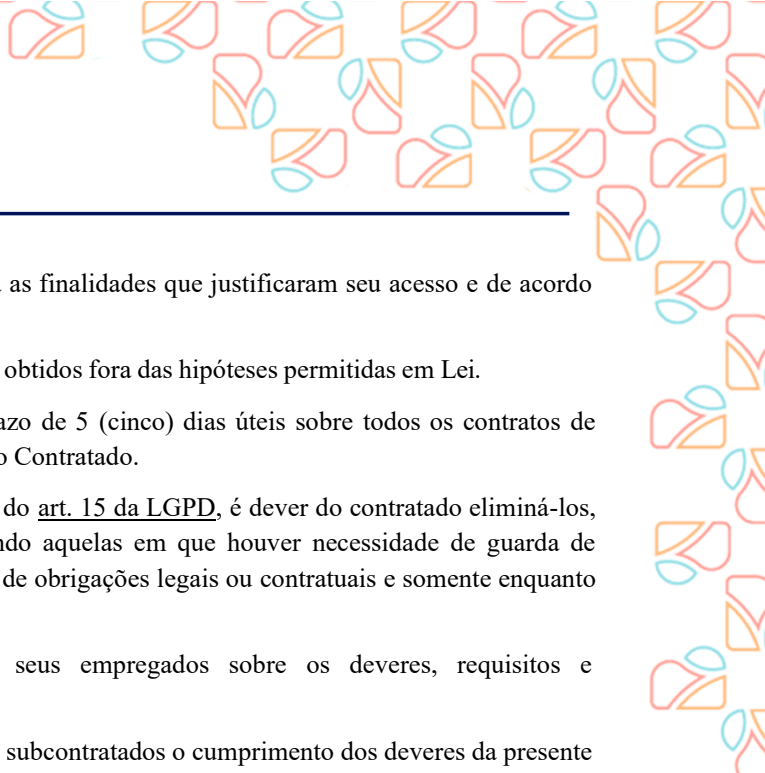 as finalidades que justificaram seu acesso e de acordo
obtidos fora das hipóteses permitidas em Lei.
azo de 5 (cinco) dias úteis sobre todos os contratos de
o Contratado.
do art. 15 da LGPD, é dever do contratado eliminá-los,
ndo aquelas em que houver necessidade de guarda de
de obrigações legais ou contratuais e somente enquanto
seus empregados sobre os deveres, requisitos e
subcontratados o cumprimento dos deveres da presente